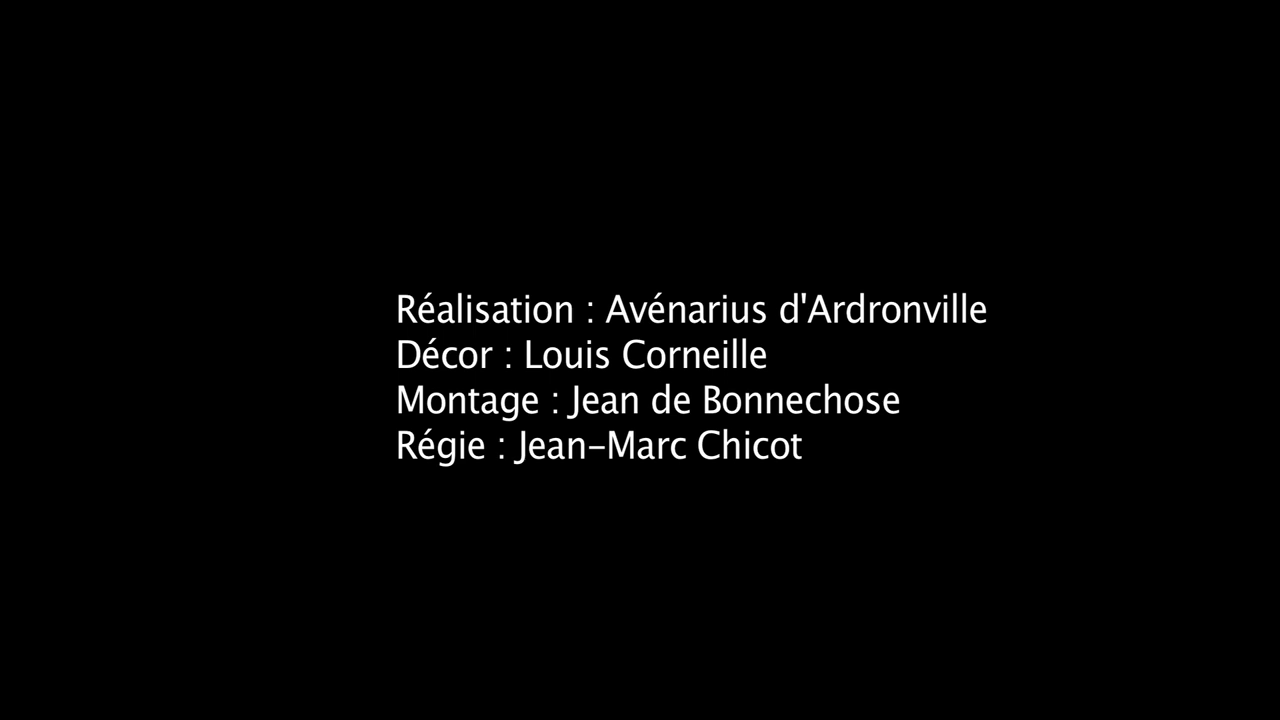 Réalisation : Avénarius d'Ardronville
Décor : Louis Corneille
Montage : Jean de Bonnechose
Régie : Jean-Marc Chicot